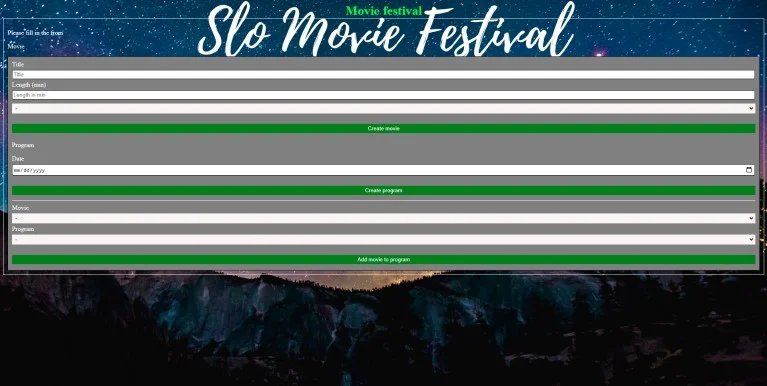 Movie festival
Slo Movie Festival
Please fill in the from
Movie
Title
Title
Length (min)
Length in min
-
Create movie
Program
Date
mm/dd/yyyy
Create program
Movie
-
Program
-
Add movie to program